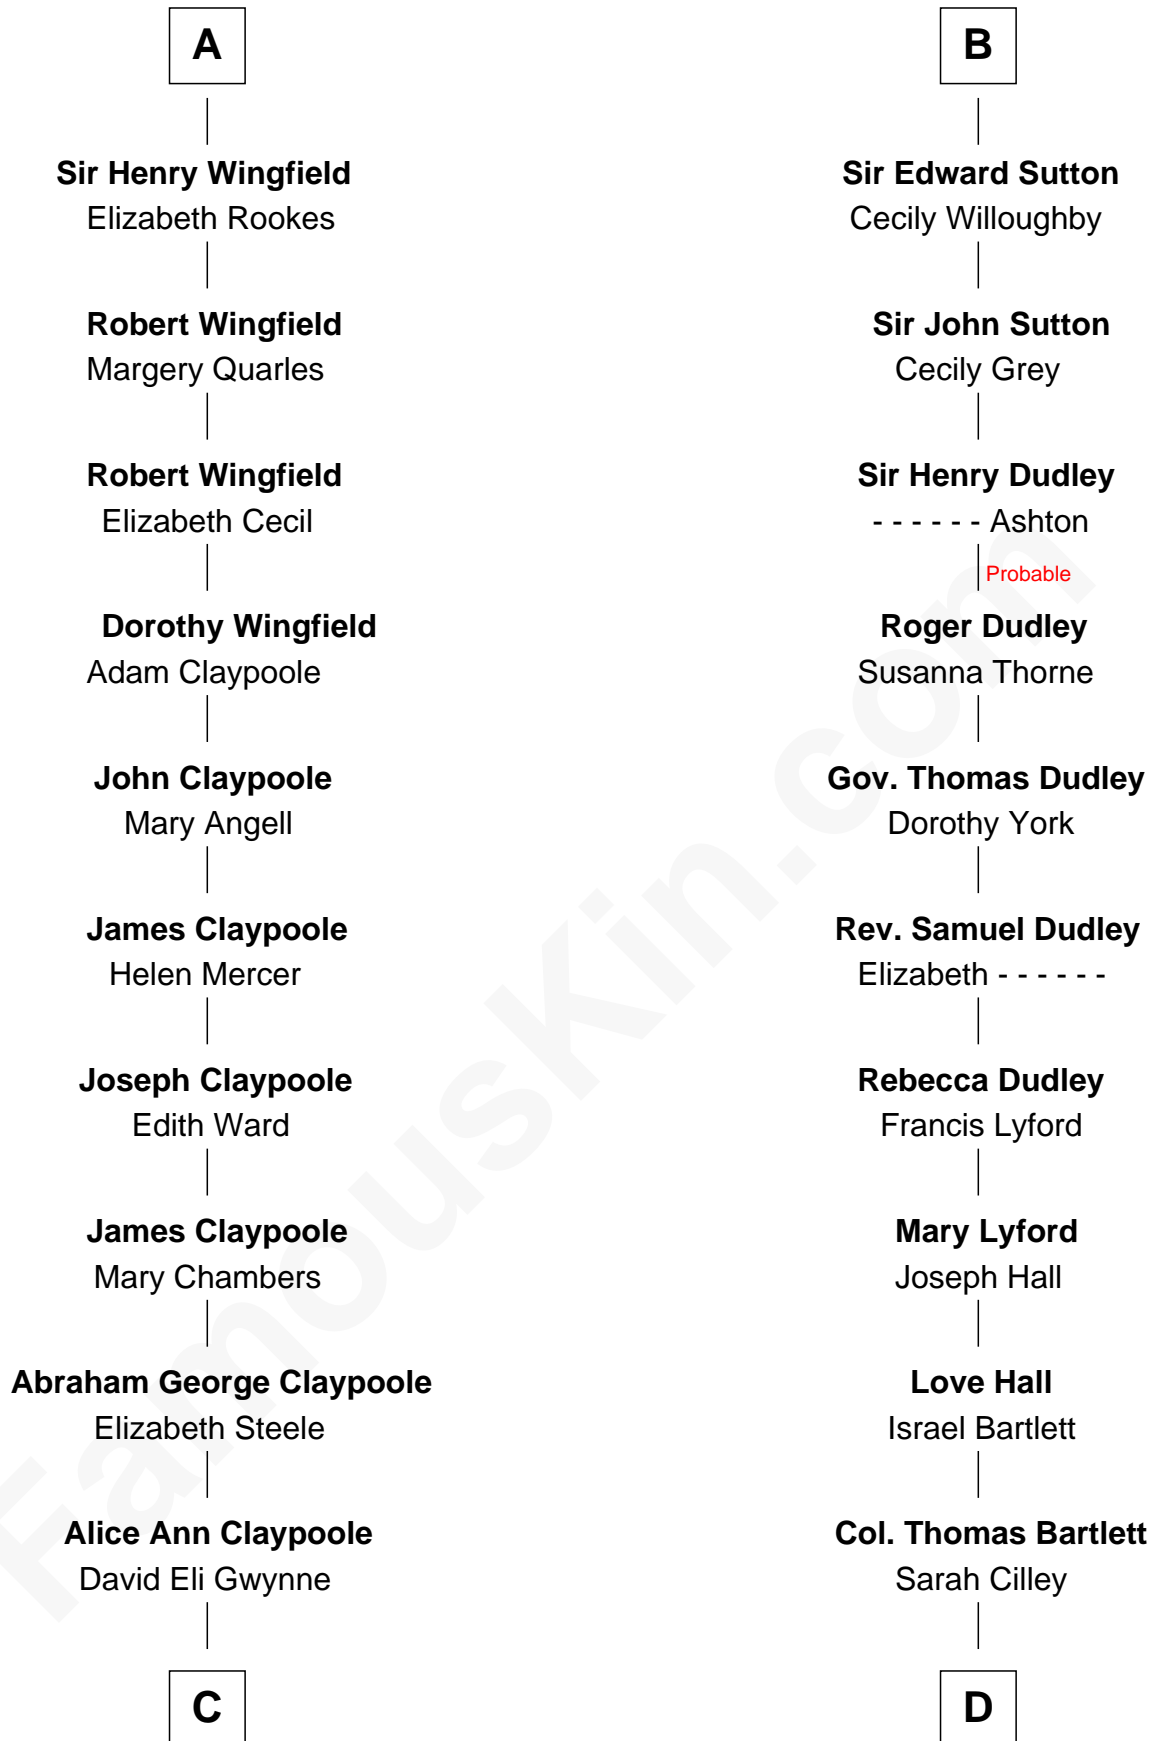 A
Sir Henry Wingfield
Elizabeth Rookes
Robert Wingfield
Margery Quarles
Robert Wingfield
Elizabeth Cecil
Dorothy Wingfield
Adam Claypoole
John Claypoole
Mary Angell
James Claypoole
Helen Mercer
Joseph Claypoole
Edith Ward
James Claypoole
Mary Chambers
Abraham George Claypoole
Elizabeth Steele
Alice Ann Claypoole
David Eli Gwynne
C
B
Sir Edward Sutton
Cecily Willoughby
Sir John Sutton
Cecily Grey
Sir Henry Dudley
- - - - - - Ashton
Probable
Roger Dudley
Susanna Thorne
Gov. Thomas Dudley
Dorothy York
Rev. Samuel Dudley
Elizabeth - - - - - -
Rebecca Dudley
Francis Lyford
Mary Lyford
Joseph Hall
Love Hall
Israel Bartlett
Col. Thomas Bartlett
Sarah Cilley
D
FamousKin.com